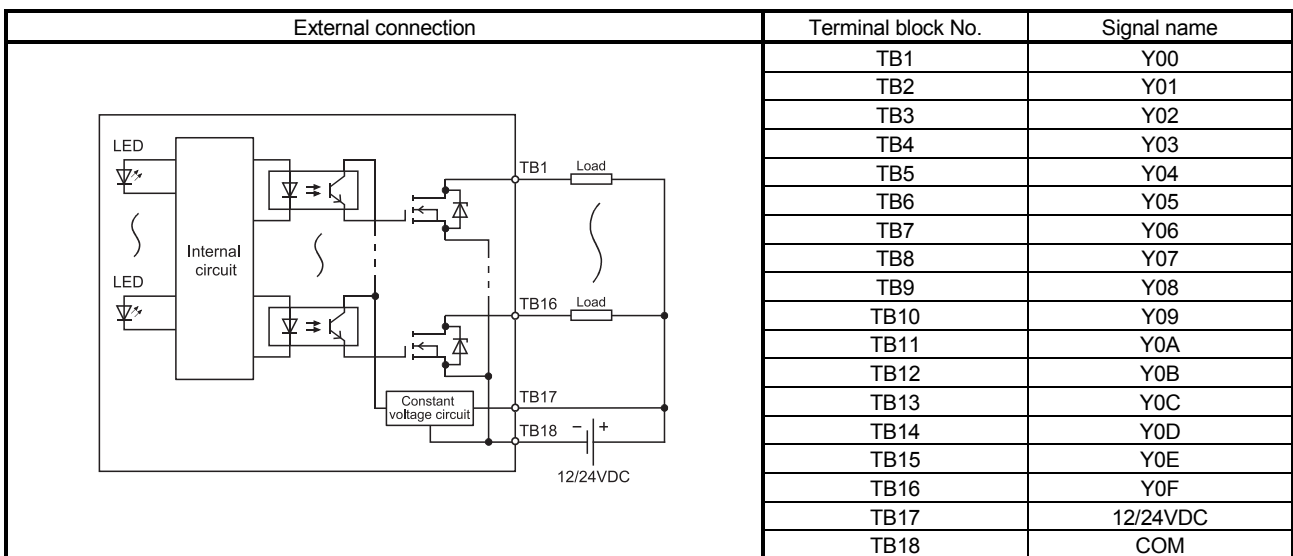 External connection
Terminal block No.
Signal name
LED
LED
Internal
circuit
TB1
Load
TB16
Load
Constant
voltage circuit
TB17
TB18
− +
12/24VDC
TB1 Y00
TB2 Y01
TB3 Y02
TB4 Y03
TB5 Y04
TB6 Y05
TB7 Y06
TB8 Y07
TB9 Y08
TB10 Y09
TB11 Y0A
TB12 Y0B
TB13 Y0C
TB14 Y0D
TB15 Y0E
TB16 Y0F
TB17 12/24VDC
TB18 COM